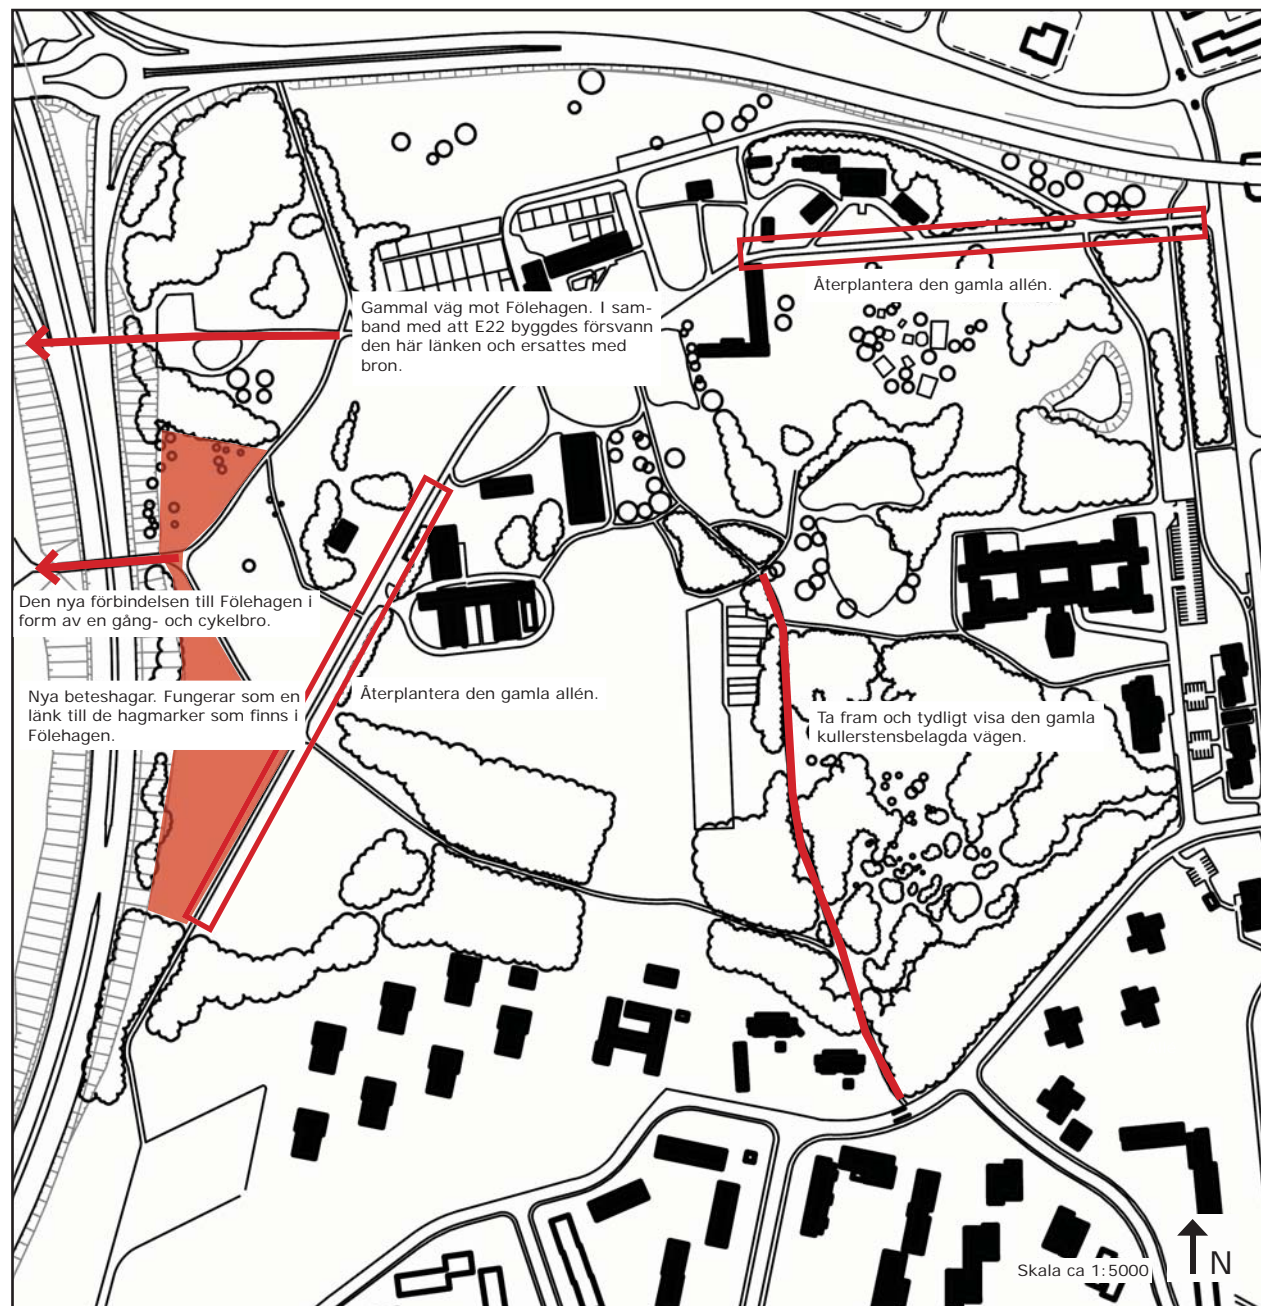 Återplantera den gamla allén.
Gammal väg mot Fölehagen. I sam-
band med att E22 byggdes försvann
den här länken och ersattes med
bron.
Den nya förbindelsen till Fölehagen i
form av en gång- och cykelbro.
Nya beteshagar. Fungerar som en
länk till de hagmarker som finns i
Fölehagen.
Återplantera den gamla allén.
Ta fram och tydligt visa den gamla
kullerstensbelagda vägen.
Skala ca 1:5000
N